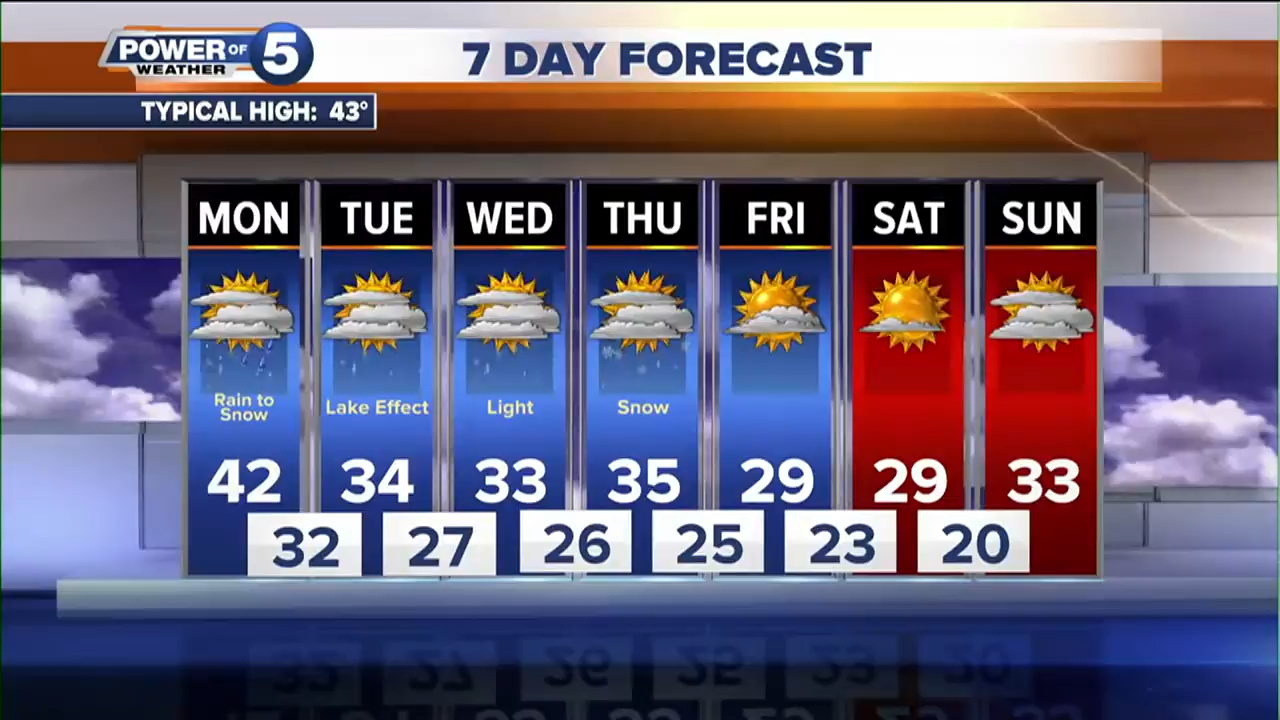 POWER OF 5
WEATHER
7 DAY FORECAST
TYPICAL HIGH: 43°
MON TUE WED THU FRI SAT SUN
Rain to
Snow
Lake Effect
Light
Snow
42 34 33 35 29 29 33
32 27 26 25 23 20